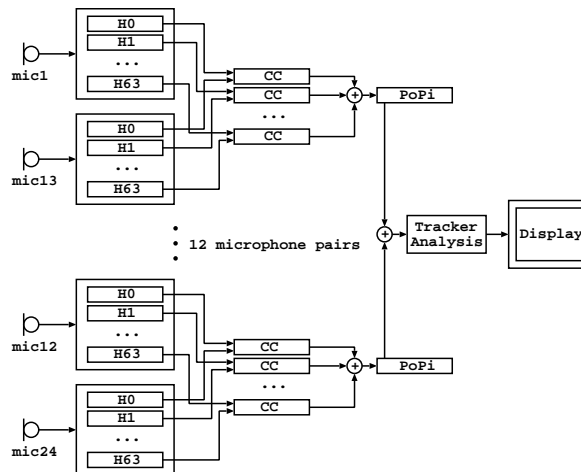 H0
H1
...
H63
mic1
H0
H1
...
H63
mic13
CC
CC
...
CC
+
PoPi
12 microphone pairs
+
Tracker
Analysis
Display
H0
H1
...
H63
mic12
H0
H1
...
H63
mic24
CC
CC
...
CC
+
PoPi